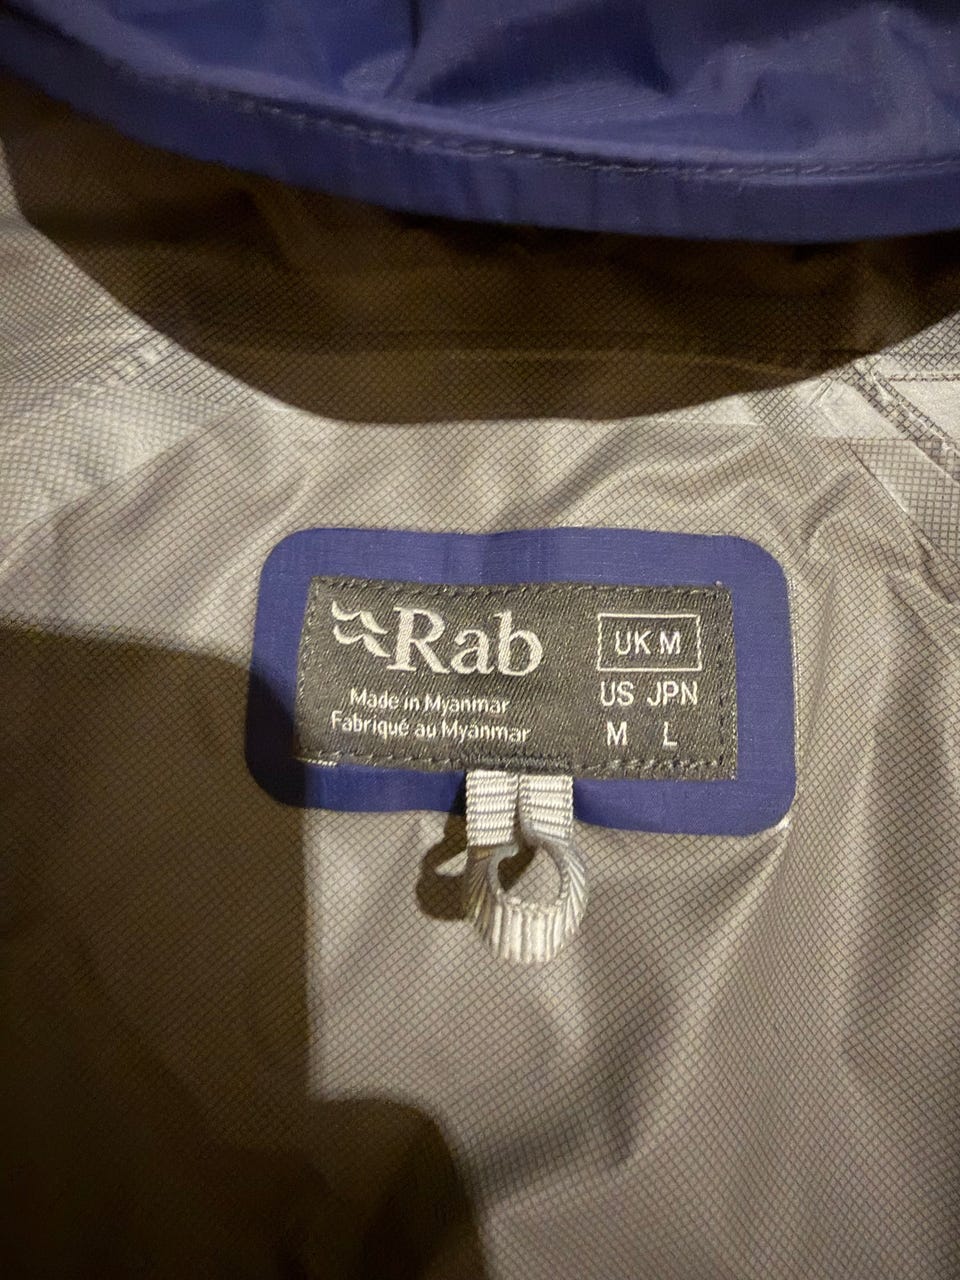 Rab
Made in Myanmar
Fabriqué au Myanmar
UK M
US JPN
M L